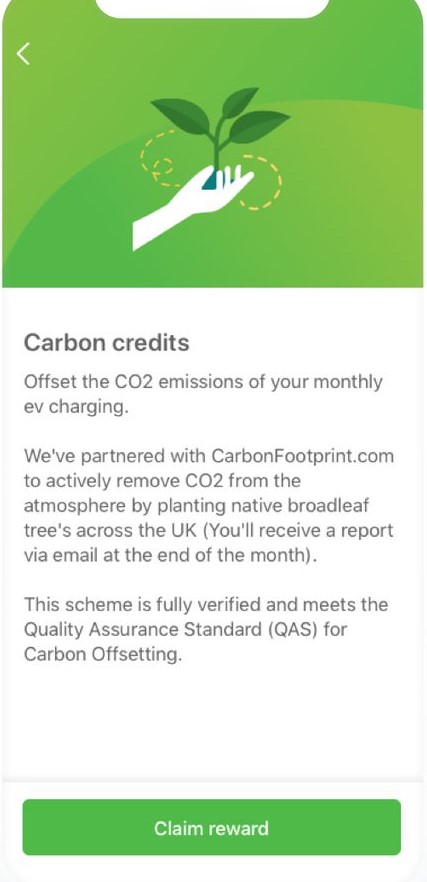 Carbon credits
Offset the CO2 emissions of your monthly
ev charging.
We've partnered with CarbonFootprint.com
to actively remove CO2 from the
atmosphere by planting native broadleaf
tree's across the UK (You'll receive a report
via email at the end of the month).
This scheme is fully verified and meets the
Quality Assurance Standard (QAS) for
Carbon Offsetting.
Claim reward